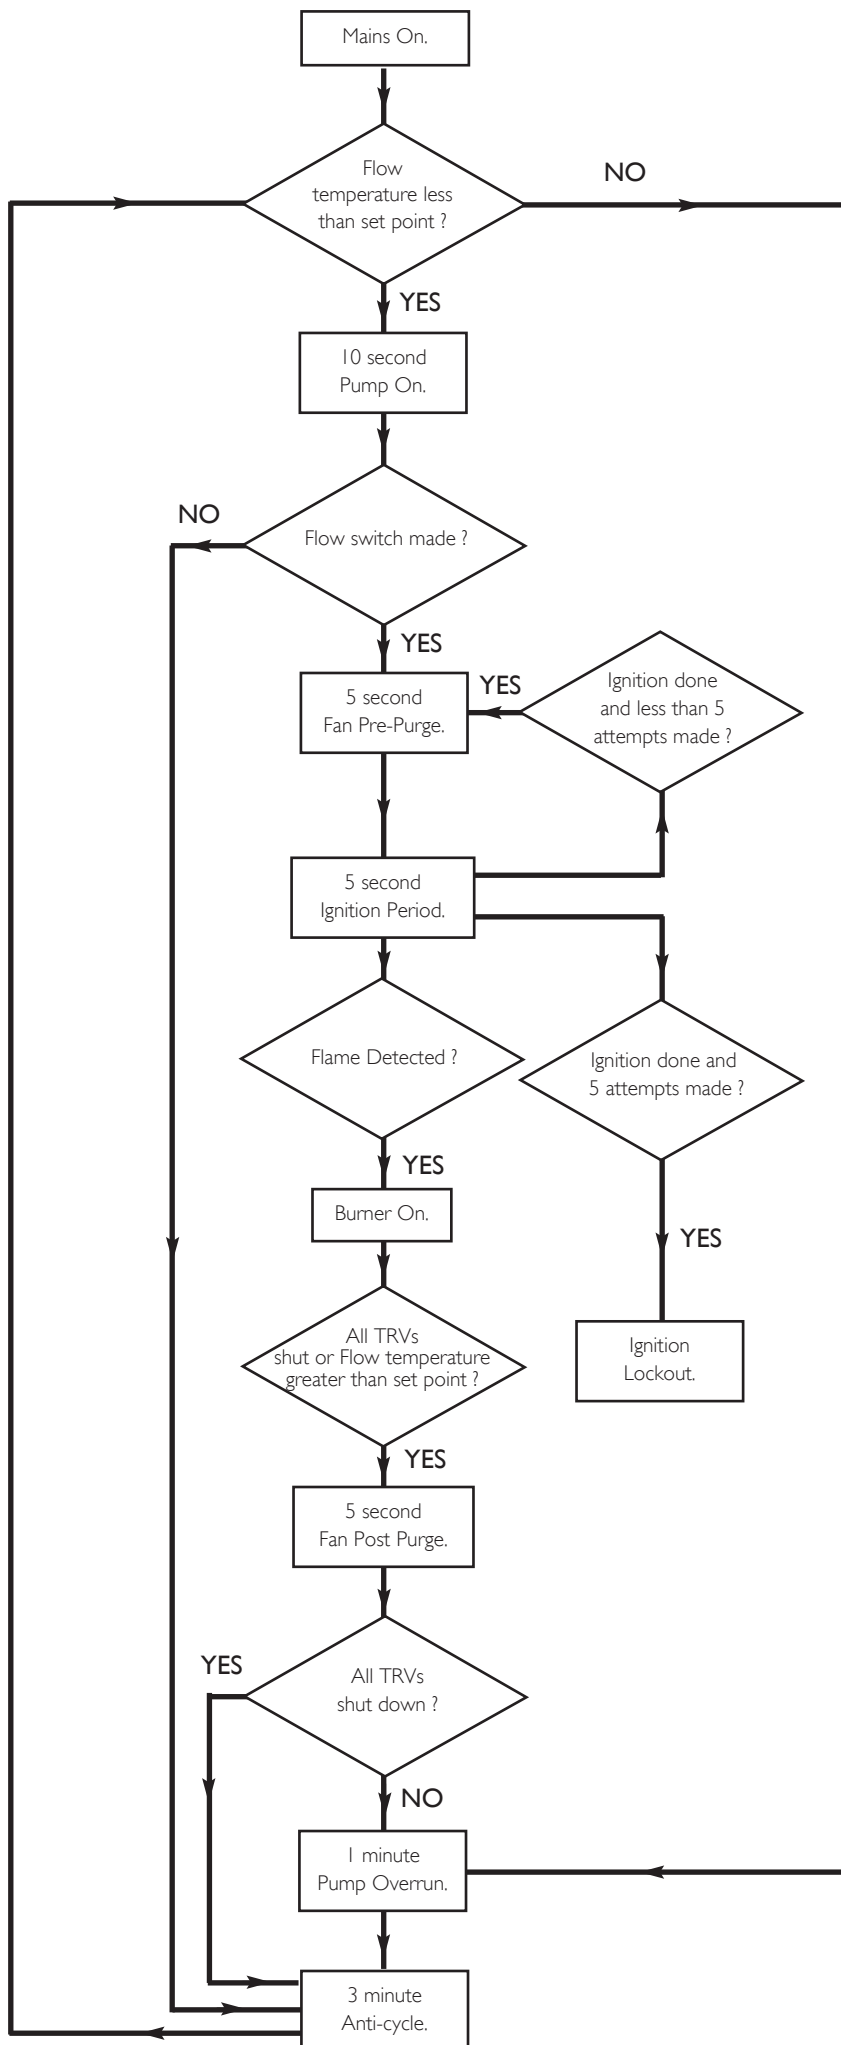 Mains On.
Flow
temperature less
than set point ?
NO
YES
10 second
Pump On.
NO
Flow switch made ?
YES
5 second
Fan Pre-Purge.
YES
Ignition done
and less than 5
attempts made ?
5 second
Ignition Period.
Flame Detected ?
Ignition done and
5 attempts made ?
YES
Burner On.
YES
All TRVs
shut or Flow temperature
greater than set point ?
Ignition
Lockout.
YES
5 second
Fan Post Purge.
YES
All TRVs
shut down ?
NO
1 minute
Pump Overrun.
3 minute
Anti-cycle.